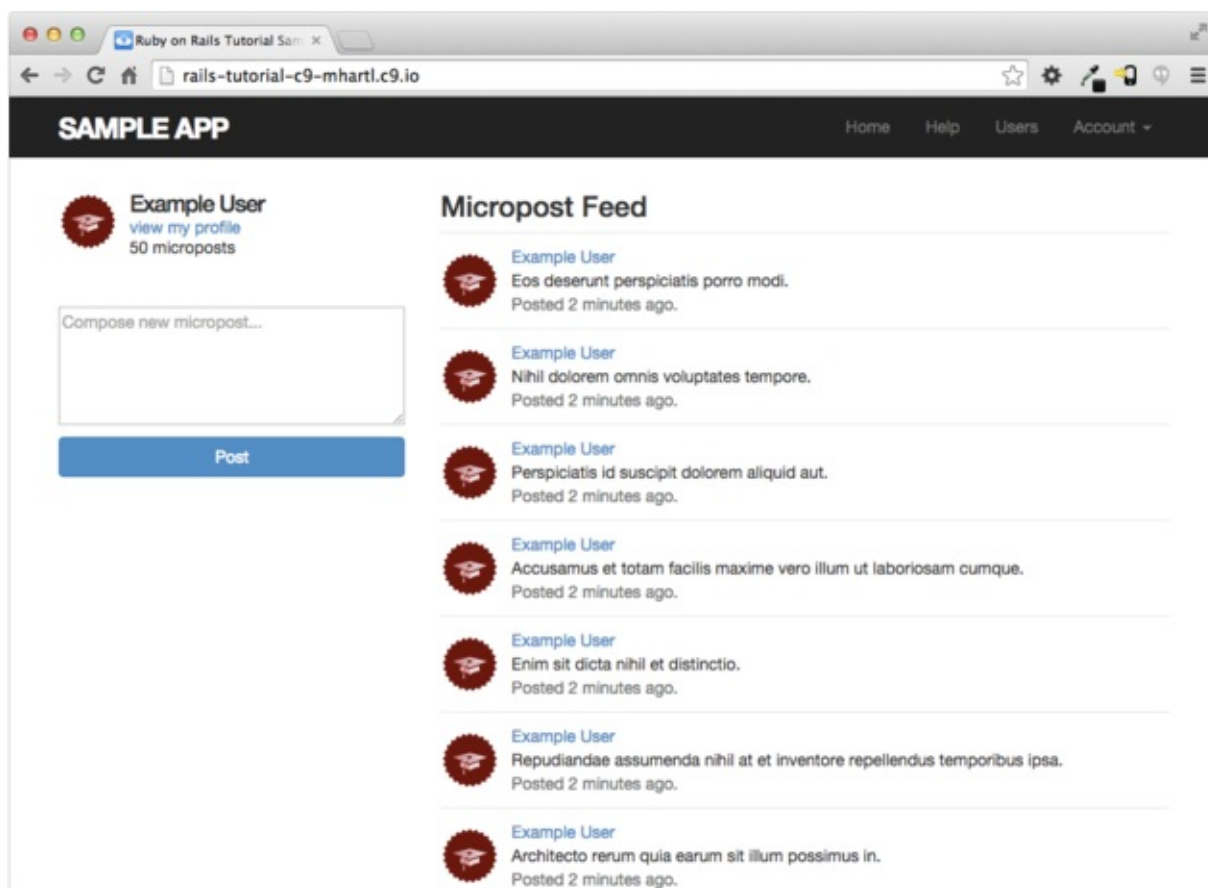 Ruby on Rails Tutorial Sam
rails-tutorial-c9-mhartl.c9.io
SAMPLE APP
Home Help Users Account
Example User
view my profile
50 microposts
Compose new micropost...
Post
Micropost Feed
Example User
Eos deserunt perspiciatis porro modi.
Posted 2 minutes ago.
Example User
Nihil dolorem omnis voluptates tempore.
Posted 2 minutes ago.
Example User
Perspiciatis id suscipit dolorem aliquid aut.
Posted 2 minutes ago.
Example User
Accusamus et totam facilis maxime vero illum ut laboriosam cumque.
Posted 2 minutes ago.
Example User
Enim sit dicta nihil et distinctio.
Posted 2 minutes ago.
Example User
Repudiandae assumenda nihil at et inventore repellendus temporibus ipsa.
Posted 2 minutes ago.
Example User
Architecto rerum quia earum sit illum possimus in.
Posted 2 minutes ago.